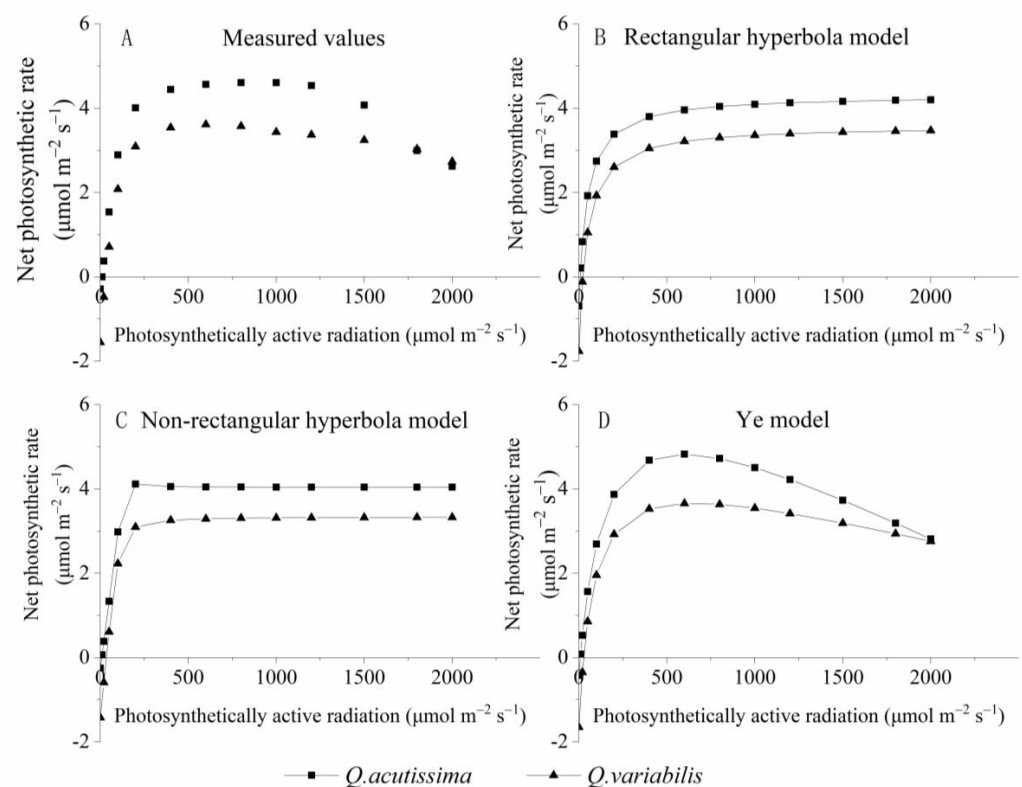 A Measured values
Net photosynthetic rate
(μmol m⁻² s⁻¹)
6
4
2
0
-2
0 500 1000 1500 2000
Photosynthetically active radiation (μmol m⁻² s⁻¹)
B Rectangular hyperbola model
Net photosynthetic rate
(μmol m⁻² s⁻¹)
6
4
2
0
-2
0 500 1000 1500 2000
Photosynthetically active radiation (μmol m⁻² s⁻¹)
C Non-rectangular hyperbola model
Net photosynthetic rate
(μmol m⁻² s⁻¹)
6
4
2
0
-2
0 500 1000 1500 2000
Photosynthetically active radiation (μmol m⁻² s⁻¹)
D Ye model
Net photosynthetic rate
(μmol m⁻² s⁻¹)
6
4
2
0
-2
0 500 1000 1500 2000
Photosynthetically active radiation (μmol m⁻² s⁻¹)
Q.acutissima Q.variabilis